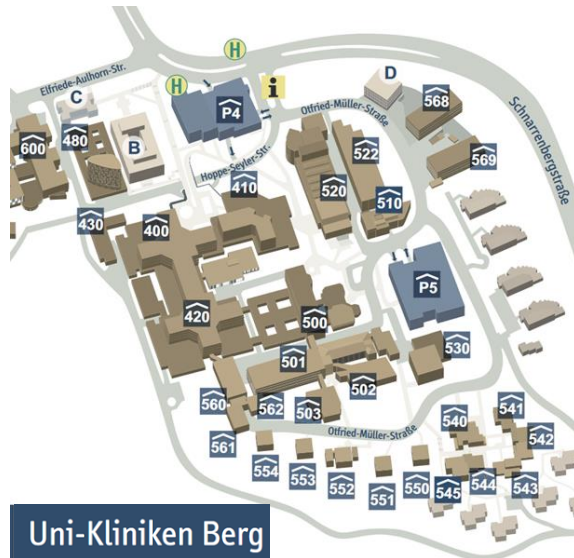 H
H
Elfriede-Aulhorn-Str.
i
D
C
P4
Otfried-Müller-Straße
568
Schnarrenbergstraße
600
480
B
522
569
Hoppe-Seyler-Str.
410
520
510
430
400
P5
420
500
501
530
502
560
562
503
540
541
561
Otfried-Müller-Straße
542
554
553
552
551
550
545
544
543
Uni-Kliniken Berg